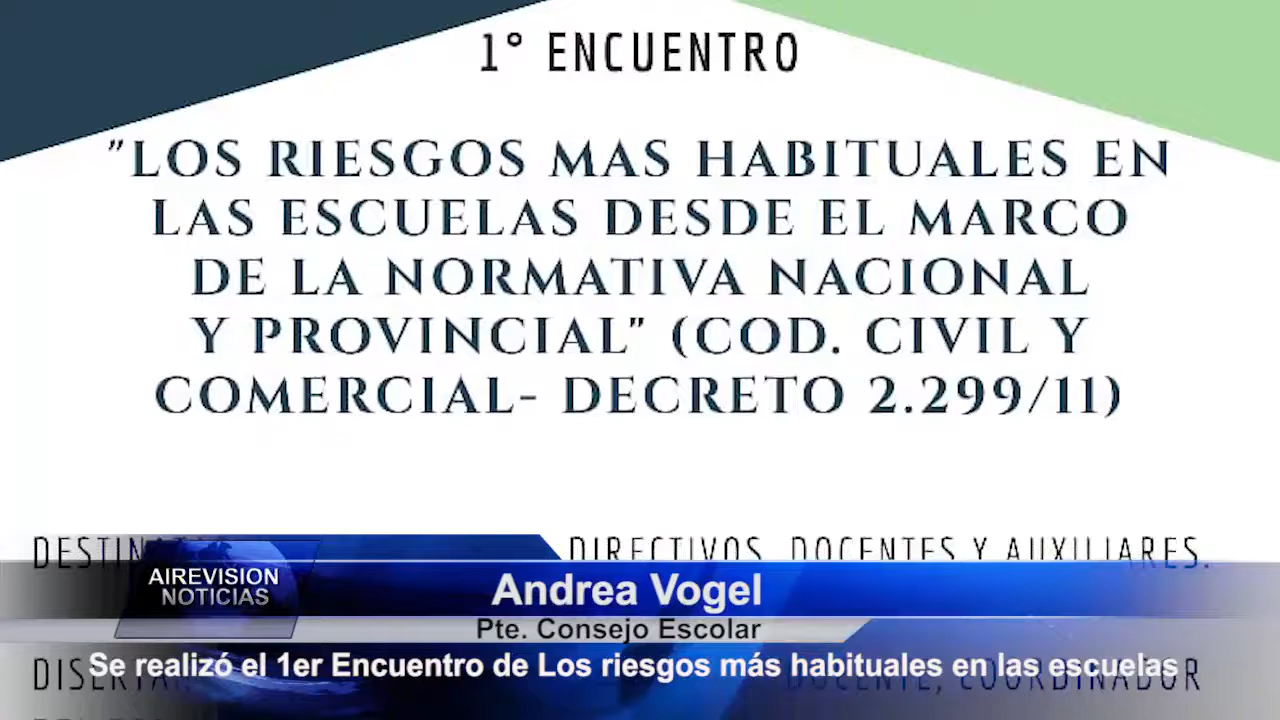 1° ENCUENTRO
"LOS RIESGOS MAS HABITUALES EN
LAS ESCUELAS DESDE EL MARCO
DE LA NORMATIVA NACIONAL
Y PROVINCIAL" (COD. CIVIL Y
COMERCIAL- DECRETO 2.299/11)
DIRECTIVOS, DOCENTES Y AUXILIARES.
AIREVISION
NOTICIAS
Andrea Vogel
Pte. Consejo Escolar
Se realizó el 1er Encuentro de Los riesgos más habituales en las escuelas
DOCENTE, COORDINADOR